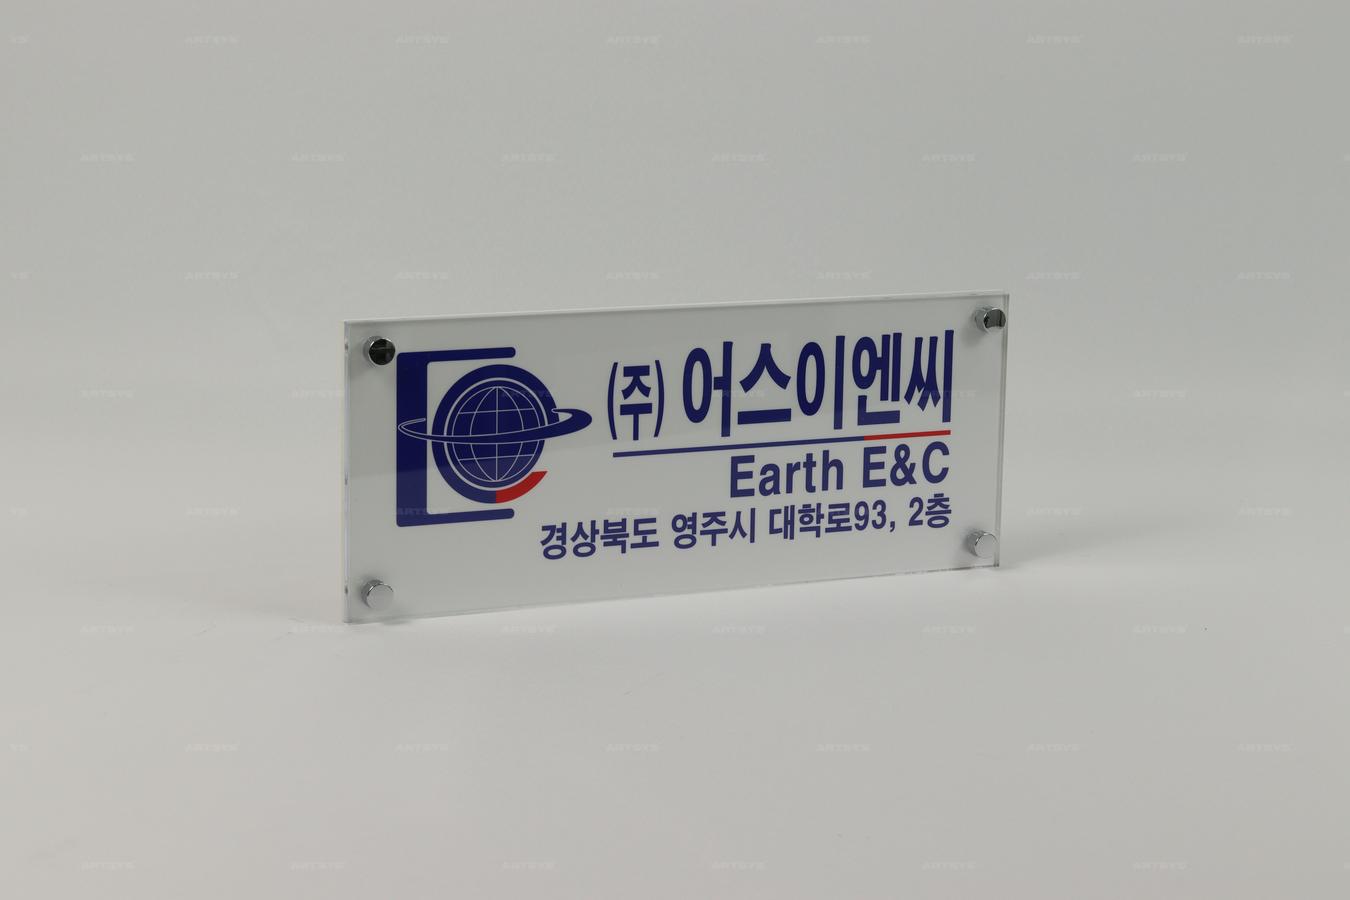 (주) 어스이엔씨
Earth E&C
경상북도 영주시 대학로93, 2층
ARTSYS